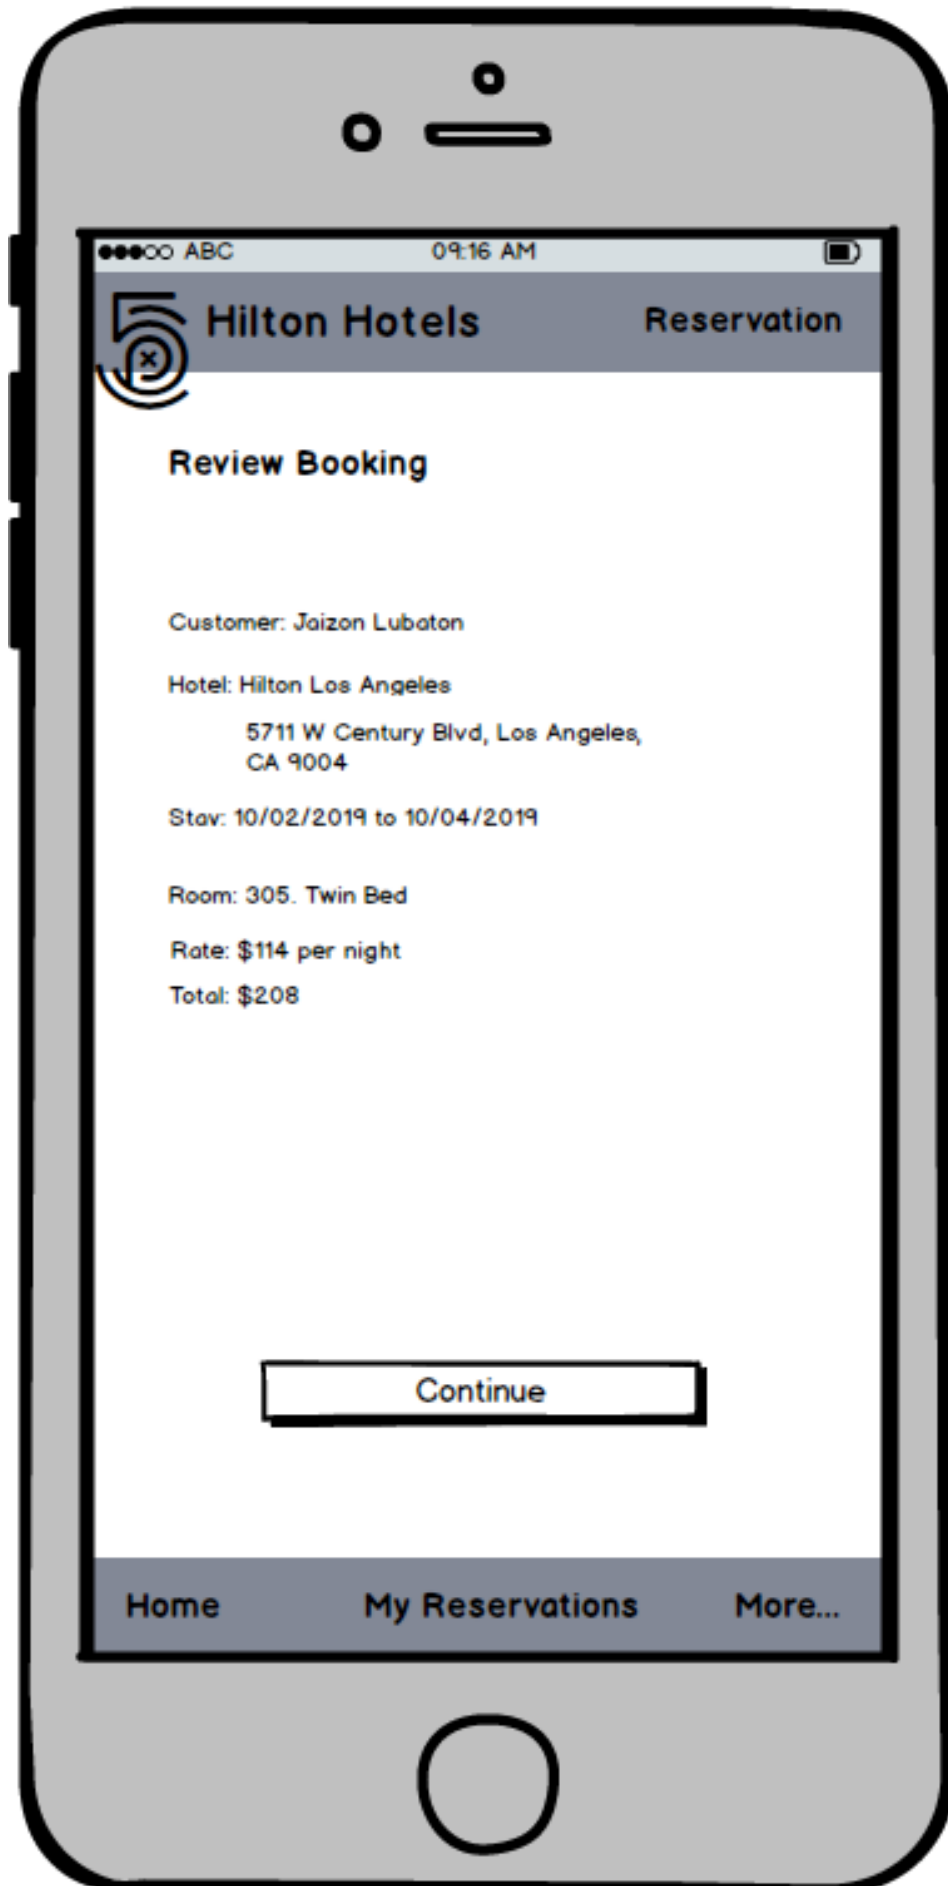 ABC 09:16 AM
Hilton Hotels Reservation
Review Booking
Customer: Jaizon Lubaton
Hotel: Hilton Los Angeles
5711 W Century Blvd, Los Angeles,
CA 9004
Stay: 10/02/2019 to 10/04/2019
Room: 305. Twin Bed
Rate: $114 per night
Total: $208
Continue
Home My Reservations More...